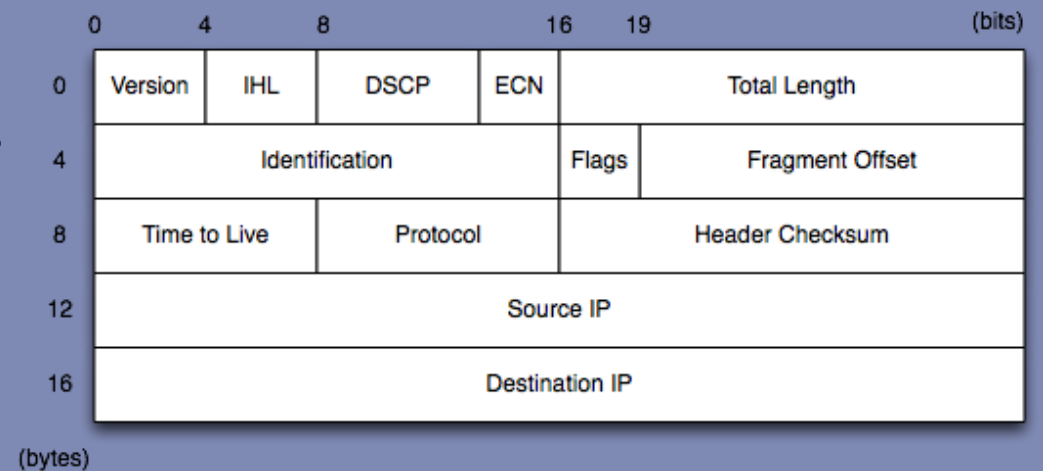 0 4 8 16 19 (bits)
0 Version IHL DSCP ECN Total Length
4 Identification Flags Fragment Offset
8 Time to Live Protocol Header Checksum
12 Source IP
16 Destination IP
(bytes)